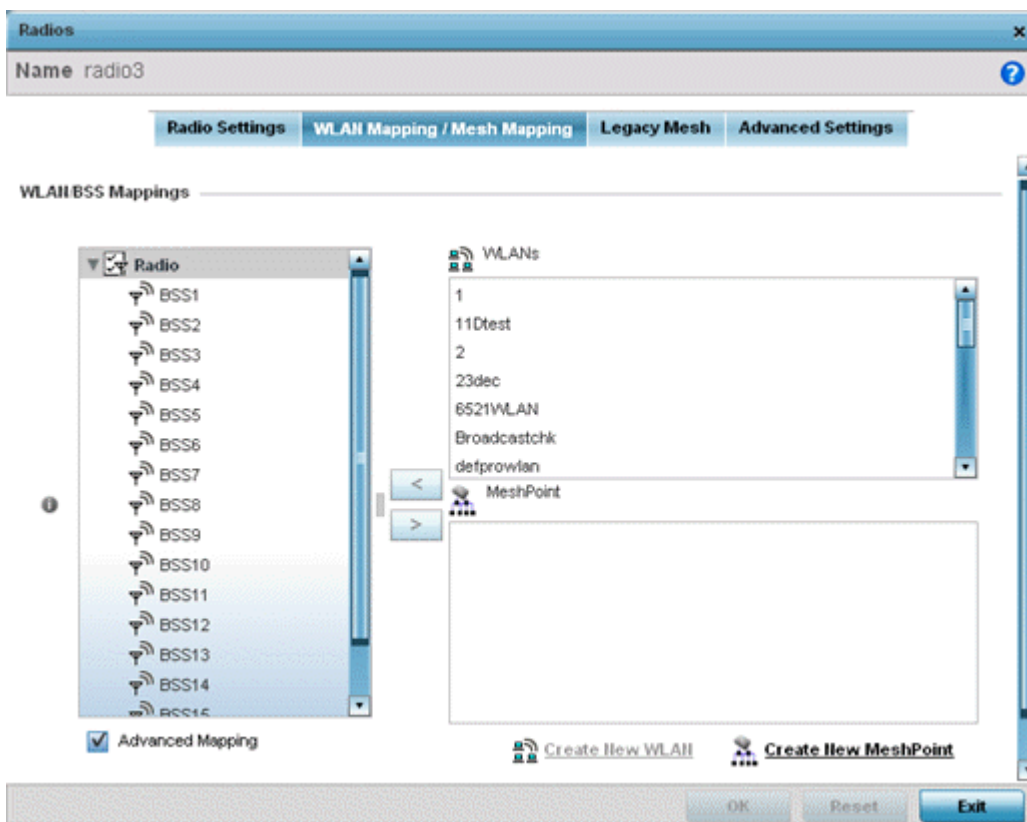 Radios
Name radio3
Radio Settings
WLAN Mapping / Mesh Mapping
Legacy Mesh
Advanced Settings
WLAN/BSS Mappings
Radio
BSS1
BSS2
BSS3
BSS4
BSS5
BSS6
BSS7
BSS8
BSS9
BSS10
BSS11
BSS12
BSS13
BSS14
BSS15
Advanced Mapping
<
>
WLANs
1
11Dtest
2
23dec
6521WLAN
Broadcastchk
defprowlan
MeshPoint
Create New WLAN
Create New MeshPoint
OK
Reset
Exit